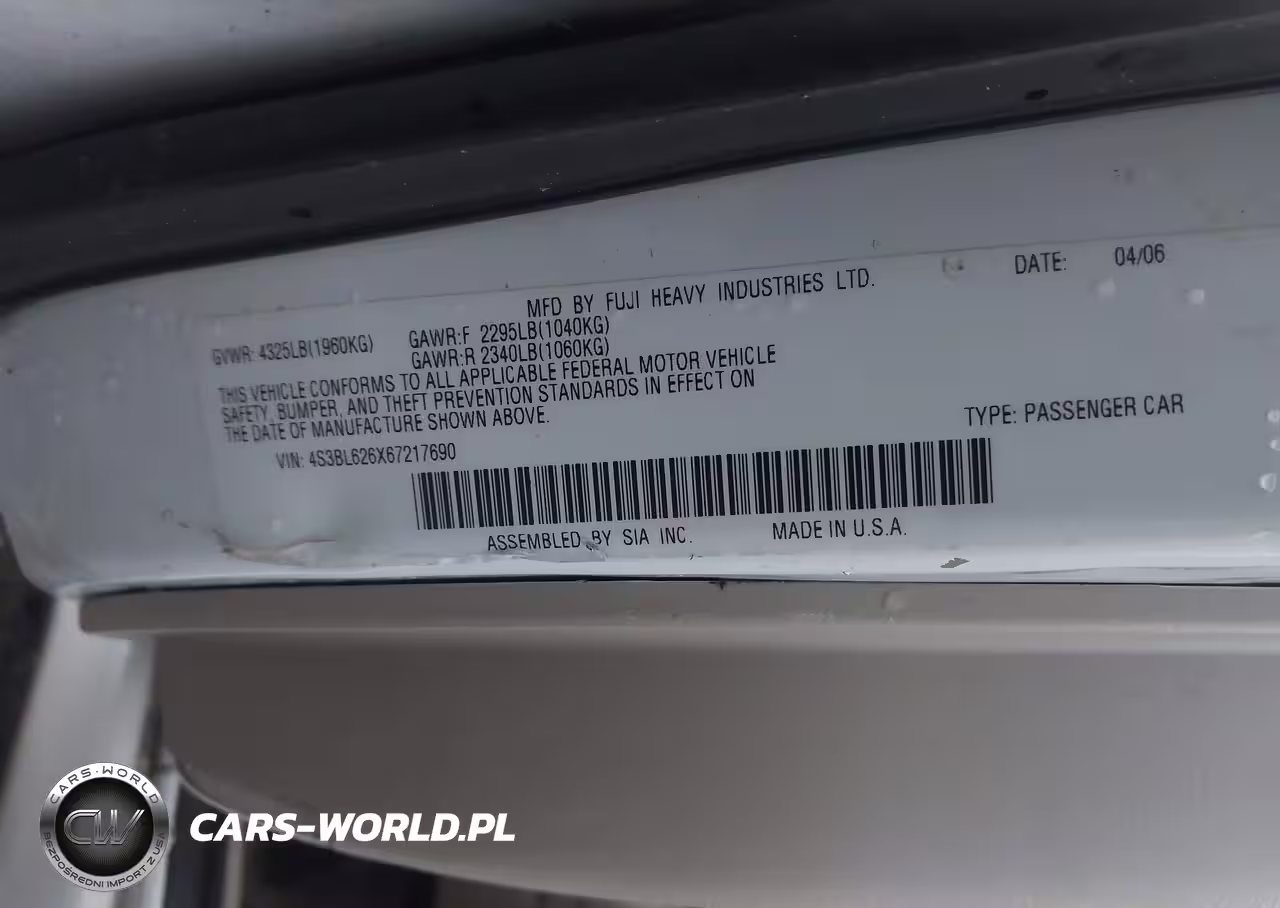 MFD BY FUJI HEAVY INDUSTRIES LTD.
DATE: 04/06
GVWR: 4325LB(1960KG)
GAWR:F 2295LB(1040KG)
GAWR:R 2340LB(1060KG)
THIS VEHICLE CONFORMS TO ALL APPLICABLE FEDERAL MOTOR VEHICLE
SAFETY, BUMPER, AND THEFT PREVENTION STANDARDS IN EFFECT ON
THE DATE OF MANUFACTURE SHOWN ABOVE.
TYPE: PASSENGER CAR
VIN: 4S3BL626X67217690
ASSEMBLED BY SIA INC.
MADE IN U.S.A.
CARS-WORLD
CW
BEZPOŚREDNI IMPORT Z USA
CARS-WORLD.PL